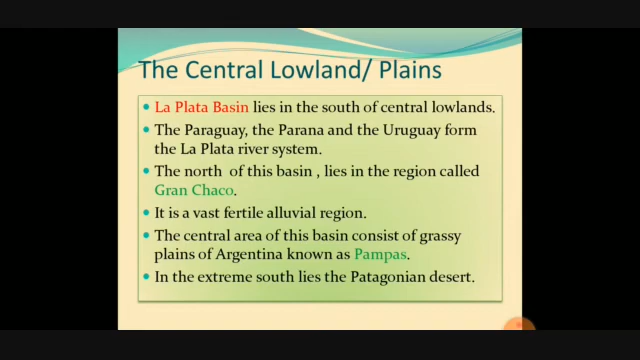 The Central Lowland/ Plains
La Plata Basin lies in the south of central lowlands.
The Paraguay, the Parana and the Uruguay form
the La Plata river system.
The north of this basin , lies in the region called
Gran Chaco.
It is a vast fertile alluvial region.
The central area of this basin consist of grassy
plains of Argentina known as Pampas.
In the extreme south lies the Patagonian desert.